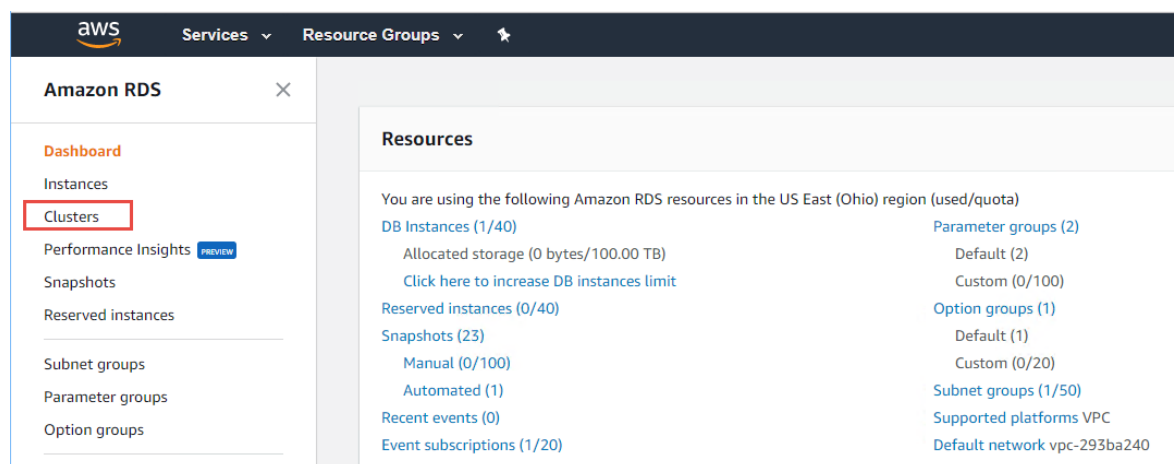 aws Services Resource Groups
Amazon RDS
Dashboard
Instances
Clusters
Performance Insights PREVIEW
Snapshots
Reserved instances
Subnet groups
Parameter groups
Option groups
Resources
You are using the following Amazon RDS resources in the US East (Ohio) region (used/quota)
DB Instances (1/40)
Allocated storage (0 bytes/100.00 TB)
Click here to increase DB instances limit
Reserved instances (0/40)
Snapshots (23)
Manual (0/100)
Automated (1)
Recent events (0)
Event subscriptions (1/20)
Parameter groups (2)
Default (2)
Custom (0/100)
Option groups (1)
Default (1)
Custom (0/20)
Subnet groups (1/50)
Supported platforms VPC
Default network vpc-293ba240